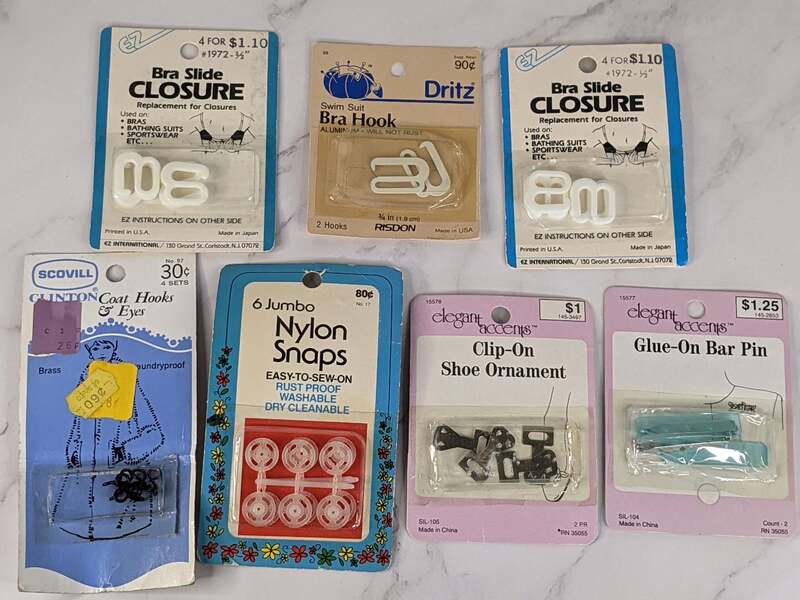 EZ
4 FOR $1.10
#1972-½"
Bra Slide
CLOSURE
Replacement for Closures
Used on:
• BRAS
• BATHING SUITS
• SPORTSWEAR
ETC...
EZ INSTRUCTIONS ON OTHER SIDE
Printed in U.S.A.
Made in Japan
EZ INTERNATIONAL / 130 Grand St., Carlstadt, N.J. 07072
90¢
Dritz®
Swim Suit
Bra Hook
ALUMINUM - WILL NOT RUST
¾ in (1.9 cm)
2 Hooks
RISDON
Made in USA
EZ
4 FOR $1.10
#1972-½"
Bra Slide
CLOSURE
Replacement for Closures
Used on:
• BRAS
• BATHING SUITS
• SPORTSWEAR
ETC...
EZ INSTRUCTIONS ON OTHER SIDE
Printed in U.S.A.
Made in Japan
EZ INTERNATIONAL / 130 Grand St., Carlstadt, N.J. 07072
SCOVILL
No. 97
30¢
4 SETS
CLINTON®
Coat Hooks
& Eyes
Brass
aundryproof
80¢
No. 17
6 Jumbo
Nylon
Snaps
EASY-TO-SEW-ON
RUST PROOF
WASHABLE
DRY CLEANABLE
15578
$1
145-3497
elegant accents™
Clip-On
Shoe Ornament
SIL-105
Made in China
2 PR
*RN 35055
15577
$1.25
145-2853
elegant accents™
Glue-On Bar Pin
SIL-104
Made in China
Count - 2
RN 35055